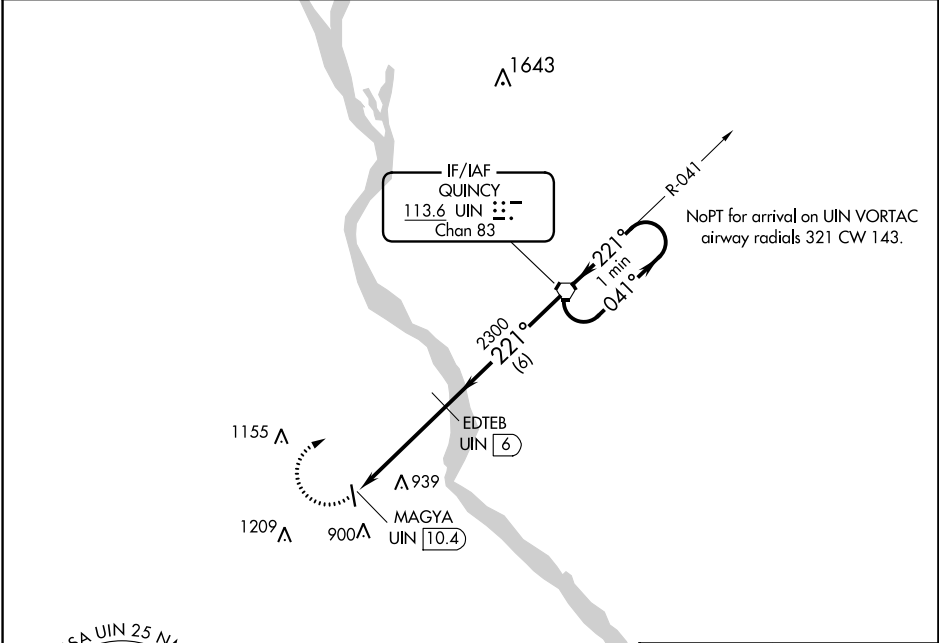 1643
IF/IAF
QUINCY
113.6 UIN
Chan 83
R-041
NoPT for arrival on UIN VORTAC
airway radials 321 CW 143.
221°
1 min
041°
2300
221°
(6)
EDTEB
UIN 6
1155
939
MAGYA
UIN 10.4
1209
900
UIN 25